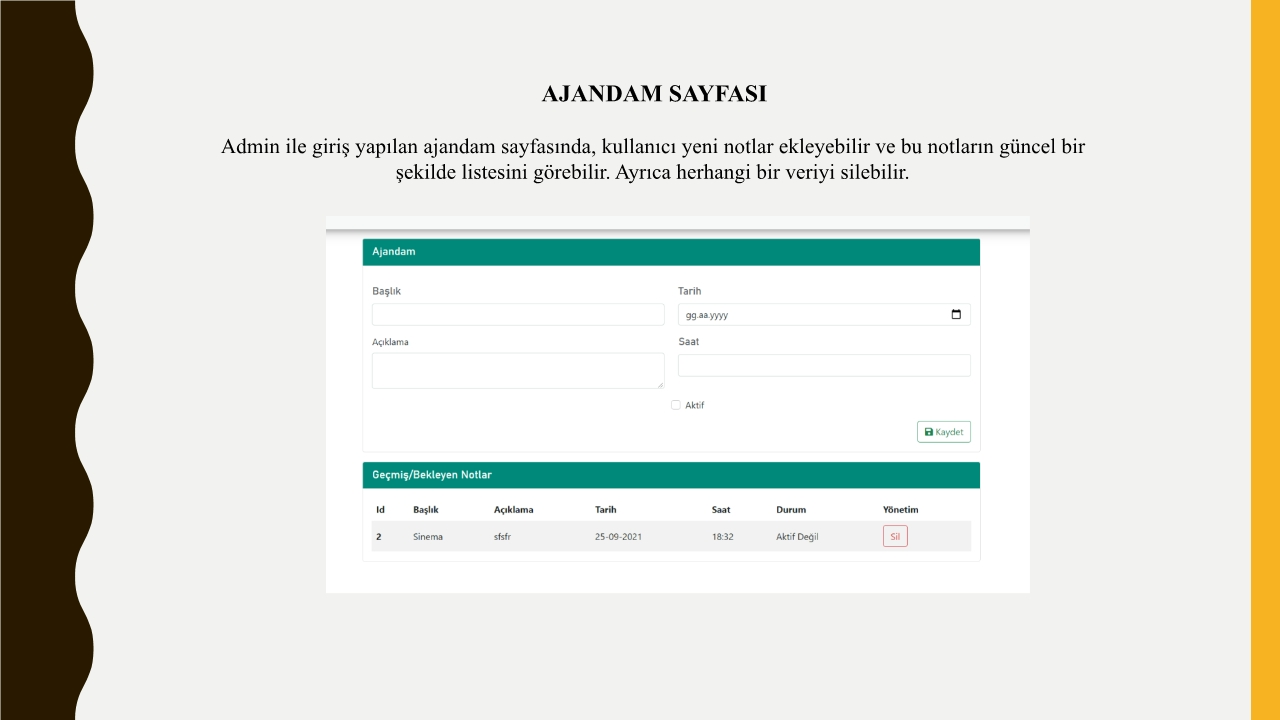 AJANDAM SAYFASI
Admin ile giriş yapılan ajandam sayfasında, kullanıcı yeni notlar ekleyebilir ve bu notların güncel bir
şekilde listesini görebilir. Ayrıca herhangi bir veriyi silebilir.
Ajandam
Başlık Tarih
gg.aa.yyyy
Açıklama Saat
Aktif
Kaydet
Geçmiş/Bekleyen Notlar
Id Başlık Açıklama Tarih Saat Durum Yönetim
2 Sinema sfsfr 25-09-2021 18:32 Aktif Değil Sil